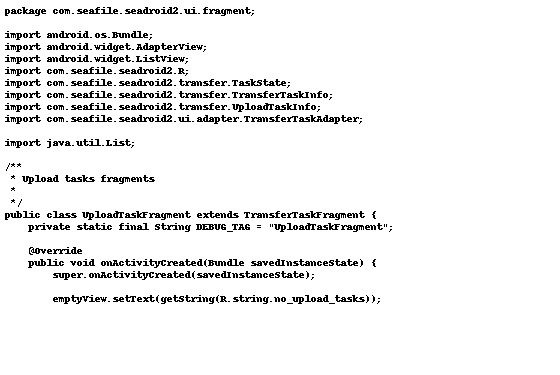 package com.seafile.seadroid2.ui.fragment;

import android.os.Bundle;
import android.widget.AdapterView;
import android.widget.ListView;
import com.seafile.seadroid2.R;
import com.seafile.seadroid2.transfer.TaskState;
import com.seafile.seadroid2.transfer.TransferTaskInfo;
import com.seafile.seadroid2.transfer.UploadTaskInfo;
import com.seafile.seadroid2.ui.adapter.TransferTaskAdapter;

import java.util.List;

/**
 * Upload tasks fragments
 *
 */
public class UploadTaskFragment extends TransferTaskFragment {
    private static final String DEBUG_TAG = "UploadTaskFragment";

    @Override
    public void onActivityCreated(Bundle savedInstanceState) {
        super.onActivityCreated(savedInstanceState);

        emptyView.setText(getString(R.string.no_upload_tasks));